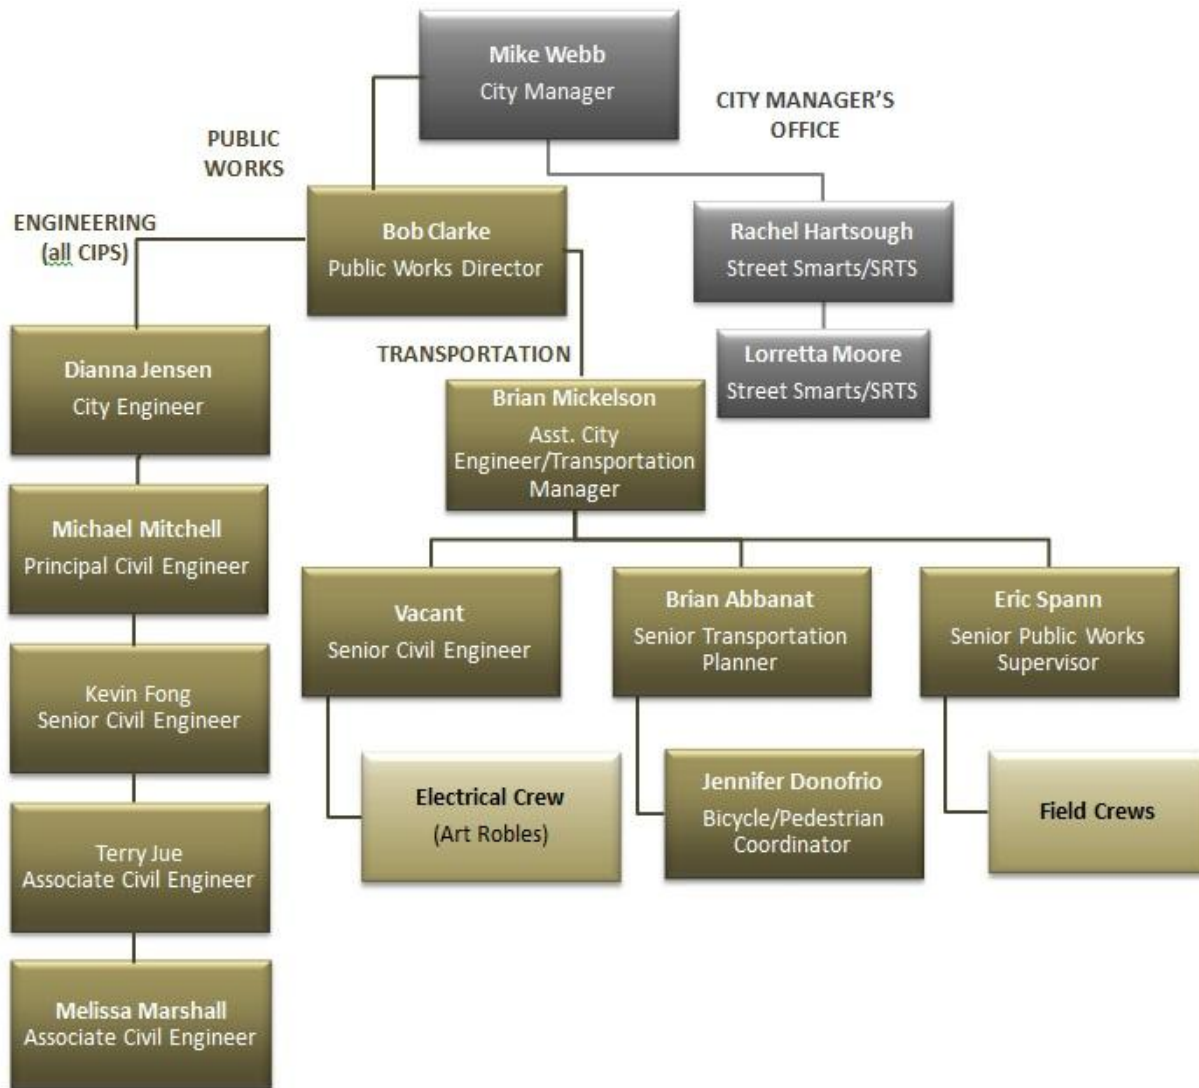 Mike Webb
City Manager
CITY MANAGER'S
OFFICE
PUBLIC
WORKS
Bob Clarke
Public Works Director
Rachel Hartsough
Street Smarts/SRTS
Lorretta Moore
Street Smarts/SRTS
ENGINEERING
(all CIPS)
Dianna Jensen
City Engineer
Michael Mitchell
Principal Civil Engineer
Kevin Fong
Senior Civil Engineer
Terry Jue
Associate Civil Engineer
Melissa Marshall
Associate Civil Engineer
TRANSPORTATION
Brian Mickelson
Asst. City
Engineer/Transportation
Manager
Vacant
Senior Civil Engineer
Electrical Crew
(Art Robles)
Brian Abbanat
Senior Transportation
Planner
Jennifer Donofrio
Bicycle/Pedestrian
Coordinator
Eric Spann
Senior Public Works
Supervisor
Field Crews